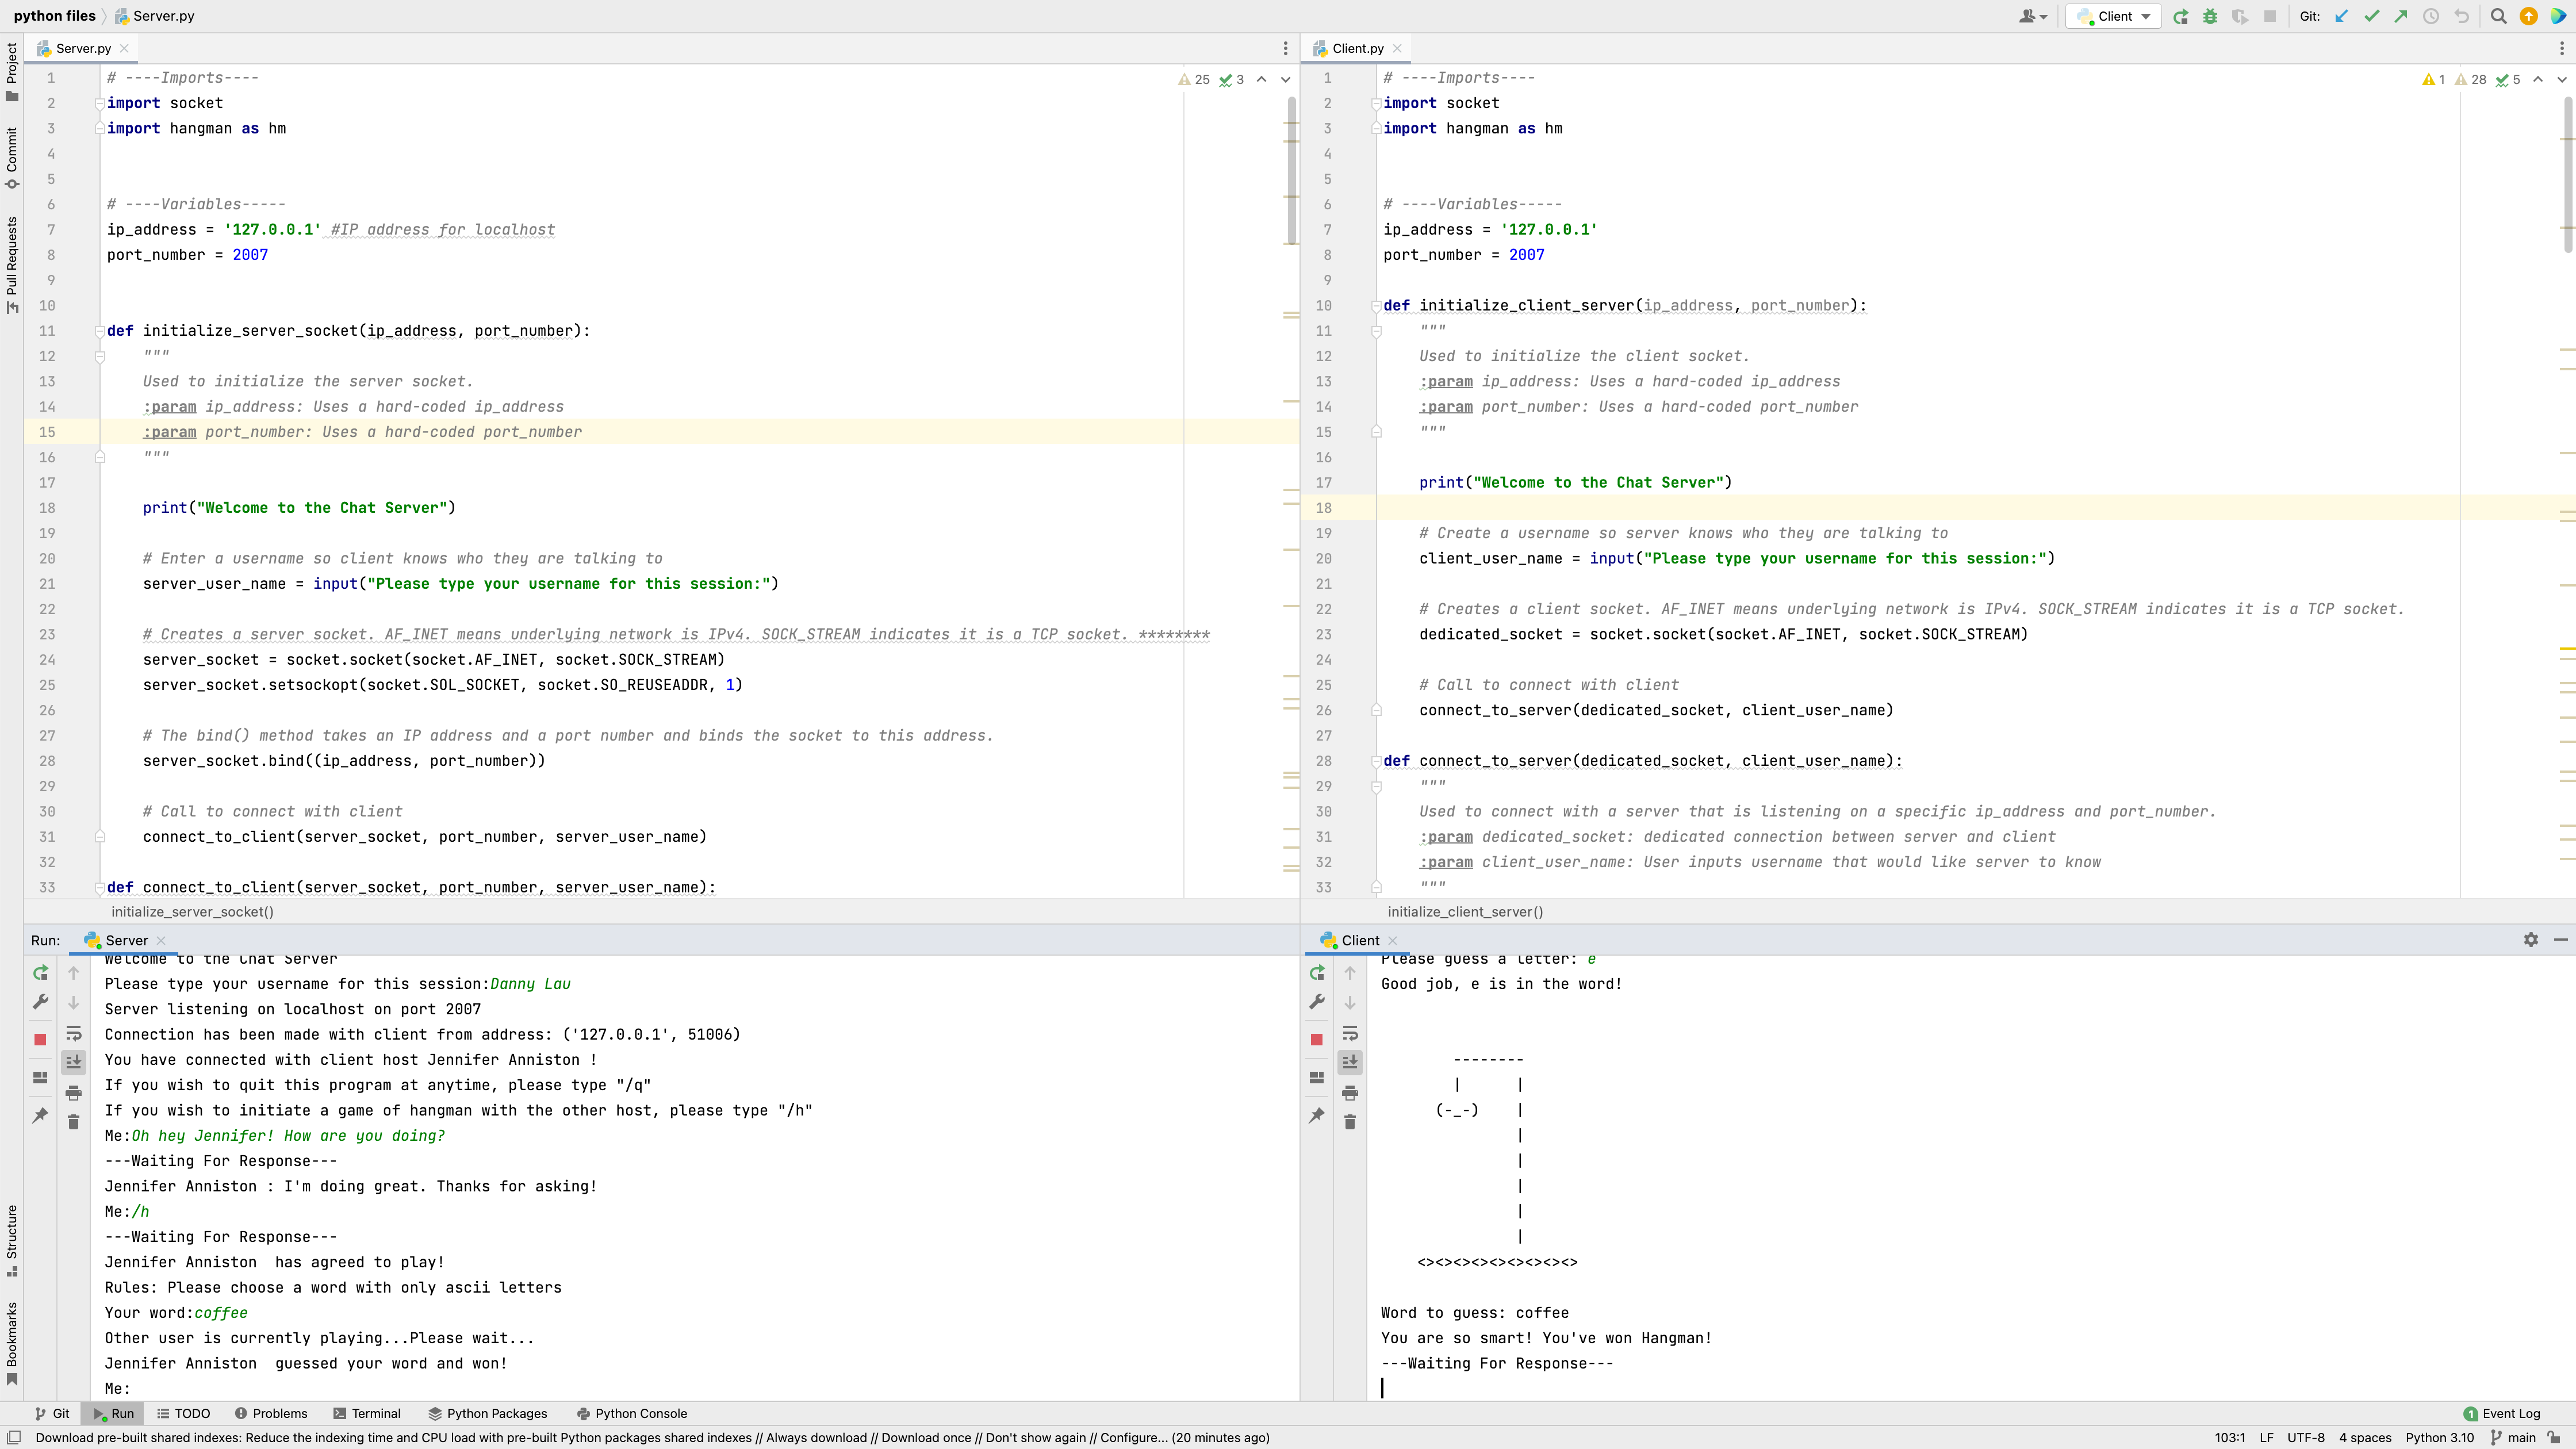 python files Server.py Client Git:
Server.py
Client.py
Project
Commit
Pull Requests
Structure
Bookmarks
25 3
1 # ----Imports----
2 import socket
3 import hangman as hm
4
5
6 # ----Variables-----
7 ip_address = '127.0.0.1' #IP address for localhost
8 port_number = 2007
9
10
11 def initialize_server_socket(ip_address, port_number):
12 """
13 Used to initialize the server socket.
14 :param ip_address: Uses a hard-coded ip_address
15 :param port_number: Uses a hard-coded port_number
16 """
17
18 print("Welcome to the Chat Server")
19
20 # Enter a username so client knows who they are talking to
21 server_user_name = input("Please type your username for this session:")
22
23 # Creates a server socket. AF_INET means underlying network is IPv4. SOCK_STREAM indicates it is a TCP socket. ********
24 server_socket = socket.socket(socket.AF_INET, socket.SOCK_STREAM)
25 server_socket.setsockopt(socket.SOL_SOCKET, socket.SO_REUSEADDR, 1)
26
27 # The bind() method takes an IP address and a port number and binds the socket to this address.
28 server_socket.bind((ip_address, port_number))
29
30 # Call to connect with client
31 connect_to_client(server_socket, port_number, server_user_name)
32
33 def connect_to_client(server_socket, port_number, server_user_name):
initialize_server_socket()
1 28 5
1 # ----Imports----
2 import socket
3 import hangman as hm
4
5
6 # ----Variables-----
7 ip_address = '127.0.0.1'
8 port_number = 2007
9
10 def initialize_client_server(ip_address, port_number):
11 """
12 Used to initialize the client socket.
13 :param ip_address: Uses a hard-coded ip_address
14 :param port_number: Uses a hard-coded port_number
15 """
16
17 print("Welcome to the Chat Server")
18
19 # Create a username so server knows who they are talking to
20 client_user_name = input("Please type your username for this session:")
21
22 # Creates a client socket. AF_INET means underlying network is IPv4. SOCK_STREAM indicates it is a TCP socket.
23 dedicated_socket = socket.socket(socket.AF_INET, socket.SOCK_STREAM)
24
25 # Call to connect with client
26 connect_to_server(dedicated_socket, client_user_name)
27
28 def connect_to_server(dedicated_socket, client_user_name):
29 """
30 Used to connect with a server that is listening on a specific ip_address and port_number.
31 :param dedicated_socket: dedicated connection between server and client
32 :param client_user_name: User inputs username that would like server to know
33 """
initialize_client_server()
Run: Server
Welcome to the Chat Server
Please type your username for this session:Danny Lau
Server listening on localhost on port 2007
Connection has been made with client from address: ('127.0.0.1', 51006)
You have connected with client host Jennifer Anniston !
If you wish to quit this program at anytime, please type "/q"
If you wish to initiate a game of hangman with the other host, please type "/h"
Me:Oh hey Jennifer! How are you doing?
---Waiting For Response---
Jennifer Anniston : I'm doing great. Thanks for asking!
Me:/h
---Waiting For Response---
Jennifer Anniston  has agreed to play!
Rules: Please choose a word with only ascii letters
Your word:coffee
Other user is currently playing...Please wait...
Jennifer Anniston  guessed your word and won!
Me:
Client
Please guess a letter: e
Good job, e is in the word!
--------
|      |
(-_-)    |
|
|
|
|
|
<><><><><><><><><>
Word to guess: coffee
You are so smart! You've won Hangman!
---Waiting For Response---
Git Run TODO Problems Terminal Python Packages Python Console 1 Event Log
Download pre-built shared indexes: Reduce the indexing time and CPU load with pre-built Python packages shared indexes // Always download // Download once // Don't show again // Configure... (20 minutes ago) 103:1 LF UTF-8 4 spaces Python 3.10 main